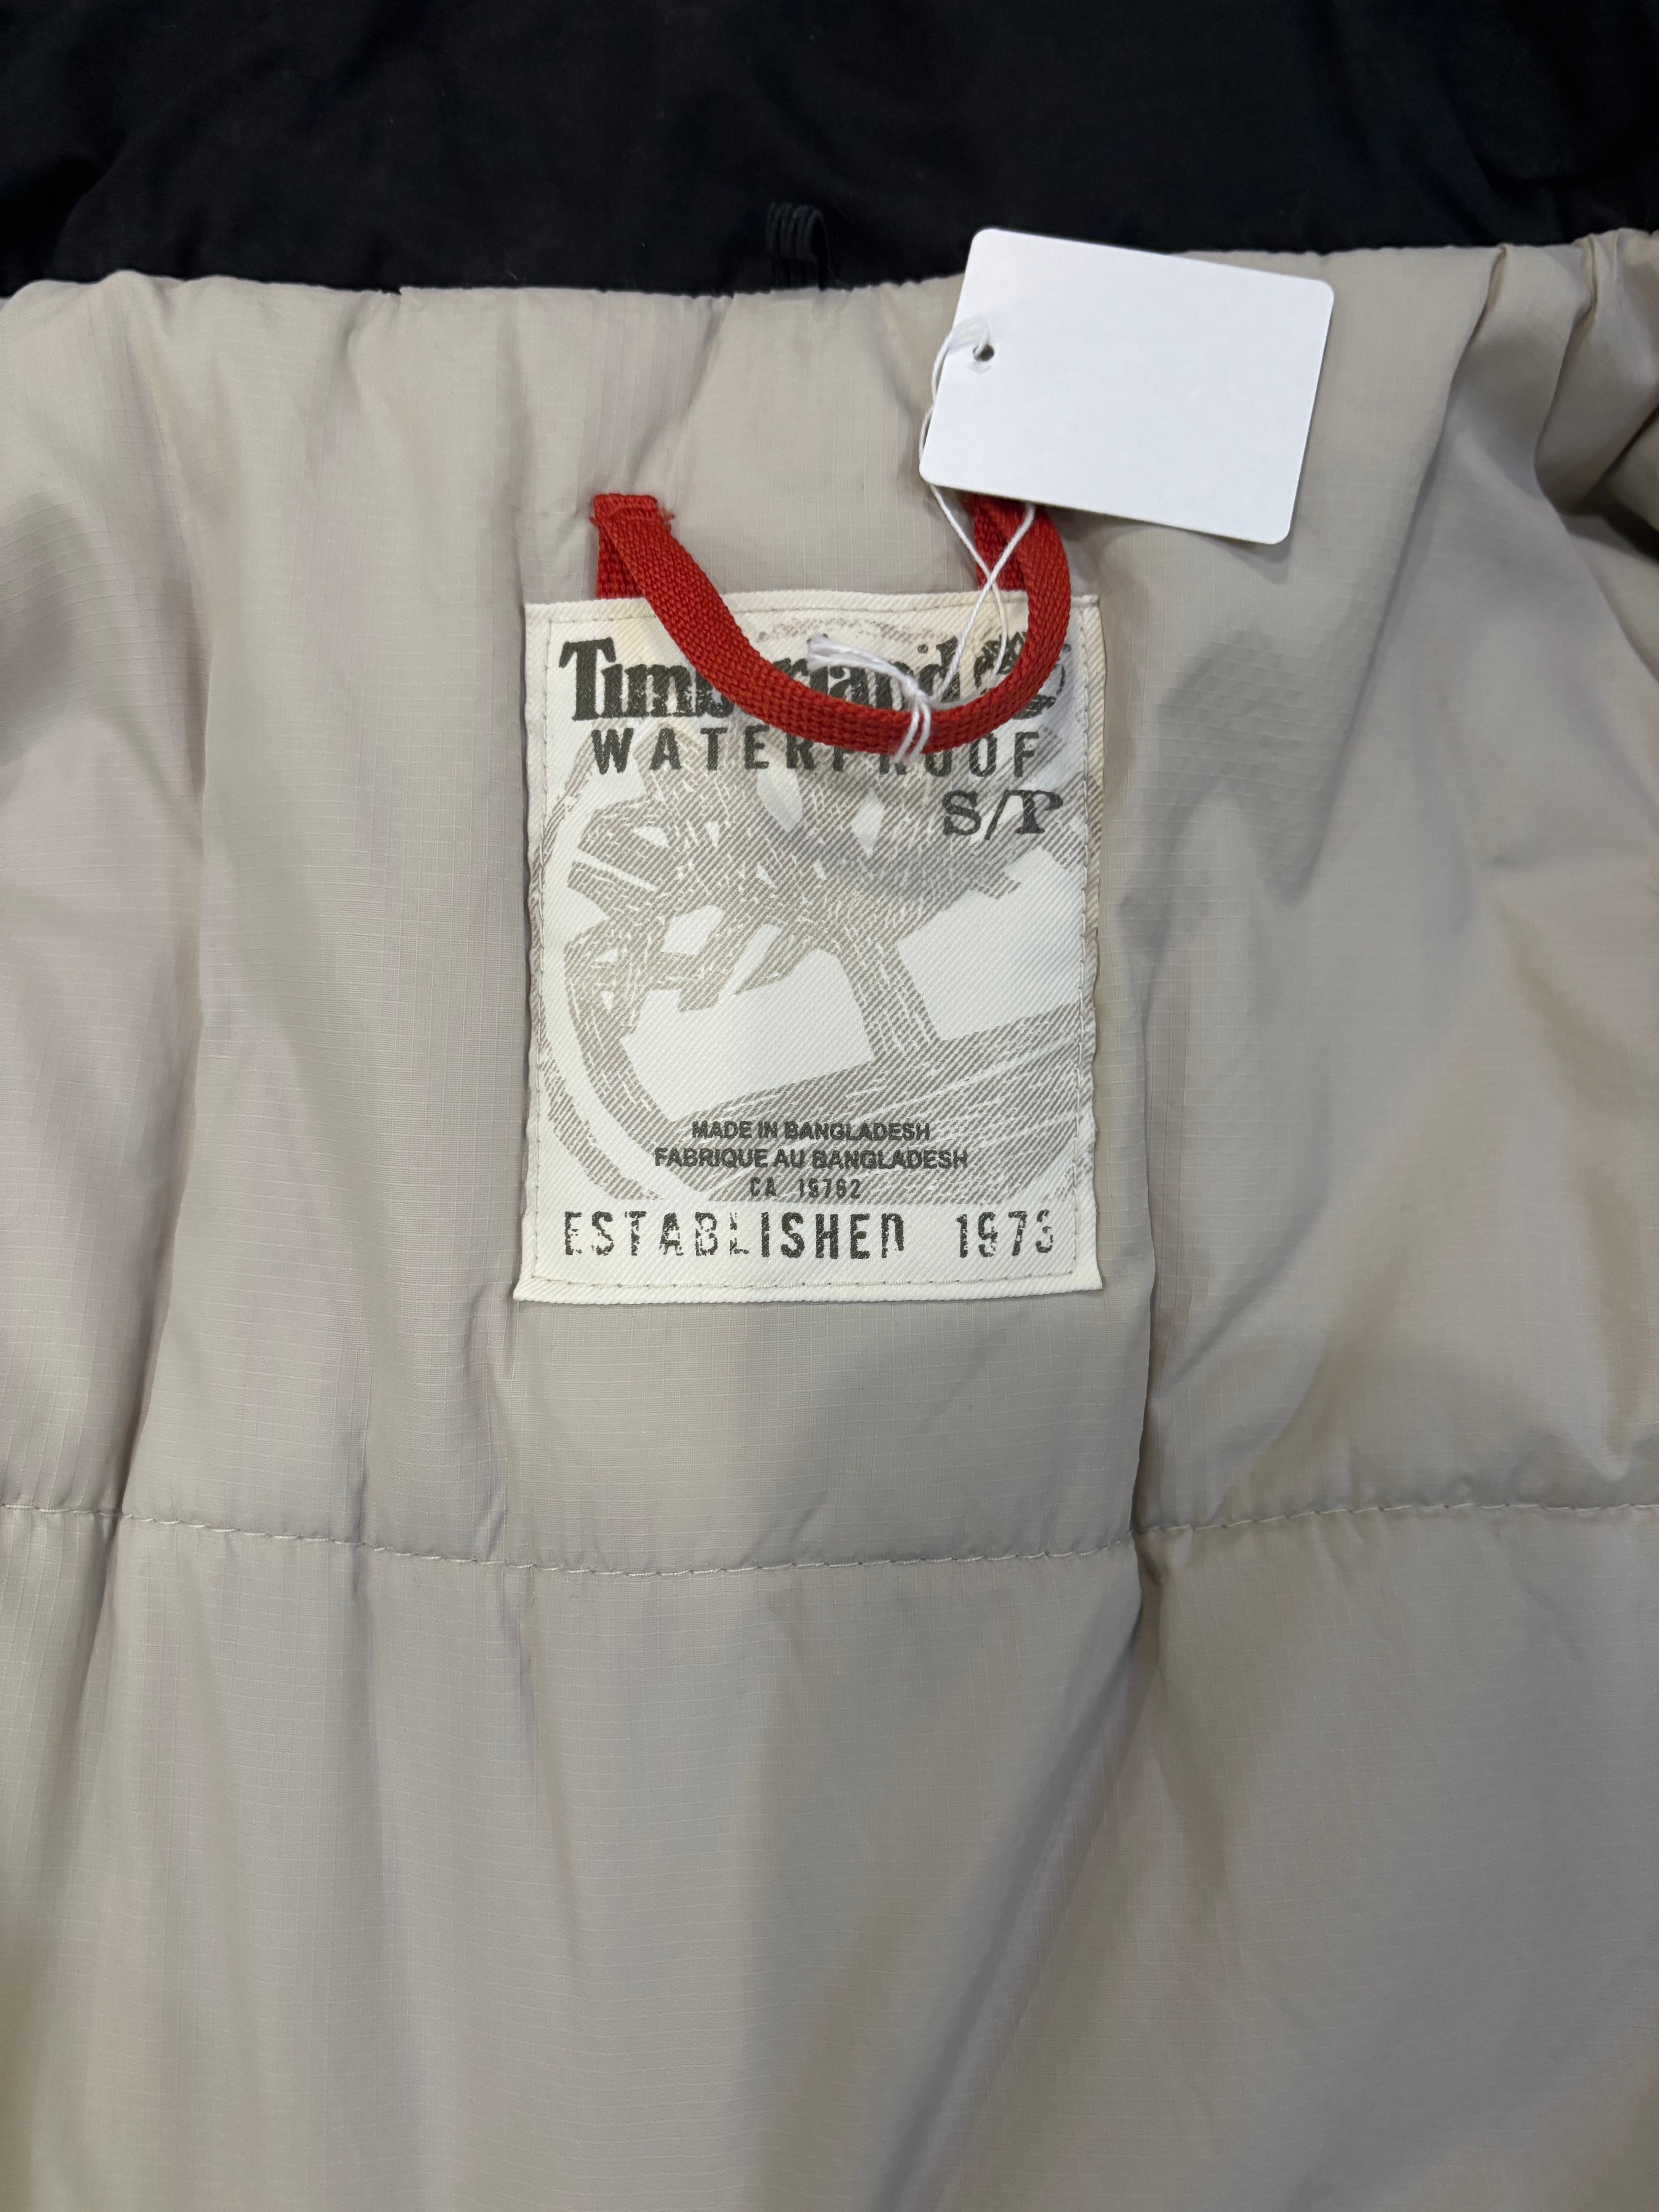 Timberland
WATERPROOF
S/P
MADE IN BANGLADESH
FABRIQUE AU BANGLADESH
CA 19762
ESTABLISHED 1973